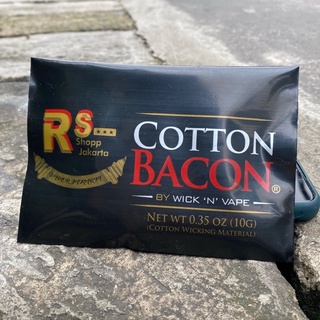 RS
Shopp
Jakarta
COTTON
BACON®
BY WICK 'N' VAPE
NET WT 0.35 OZ (10G)
(COTTON WICKING MATERIAL)